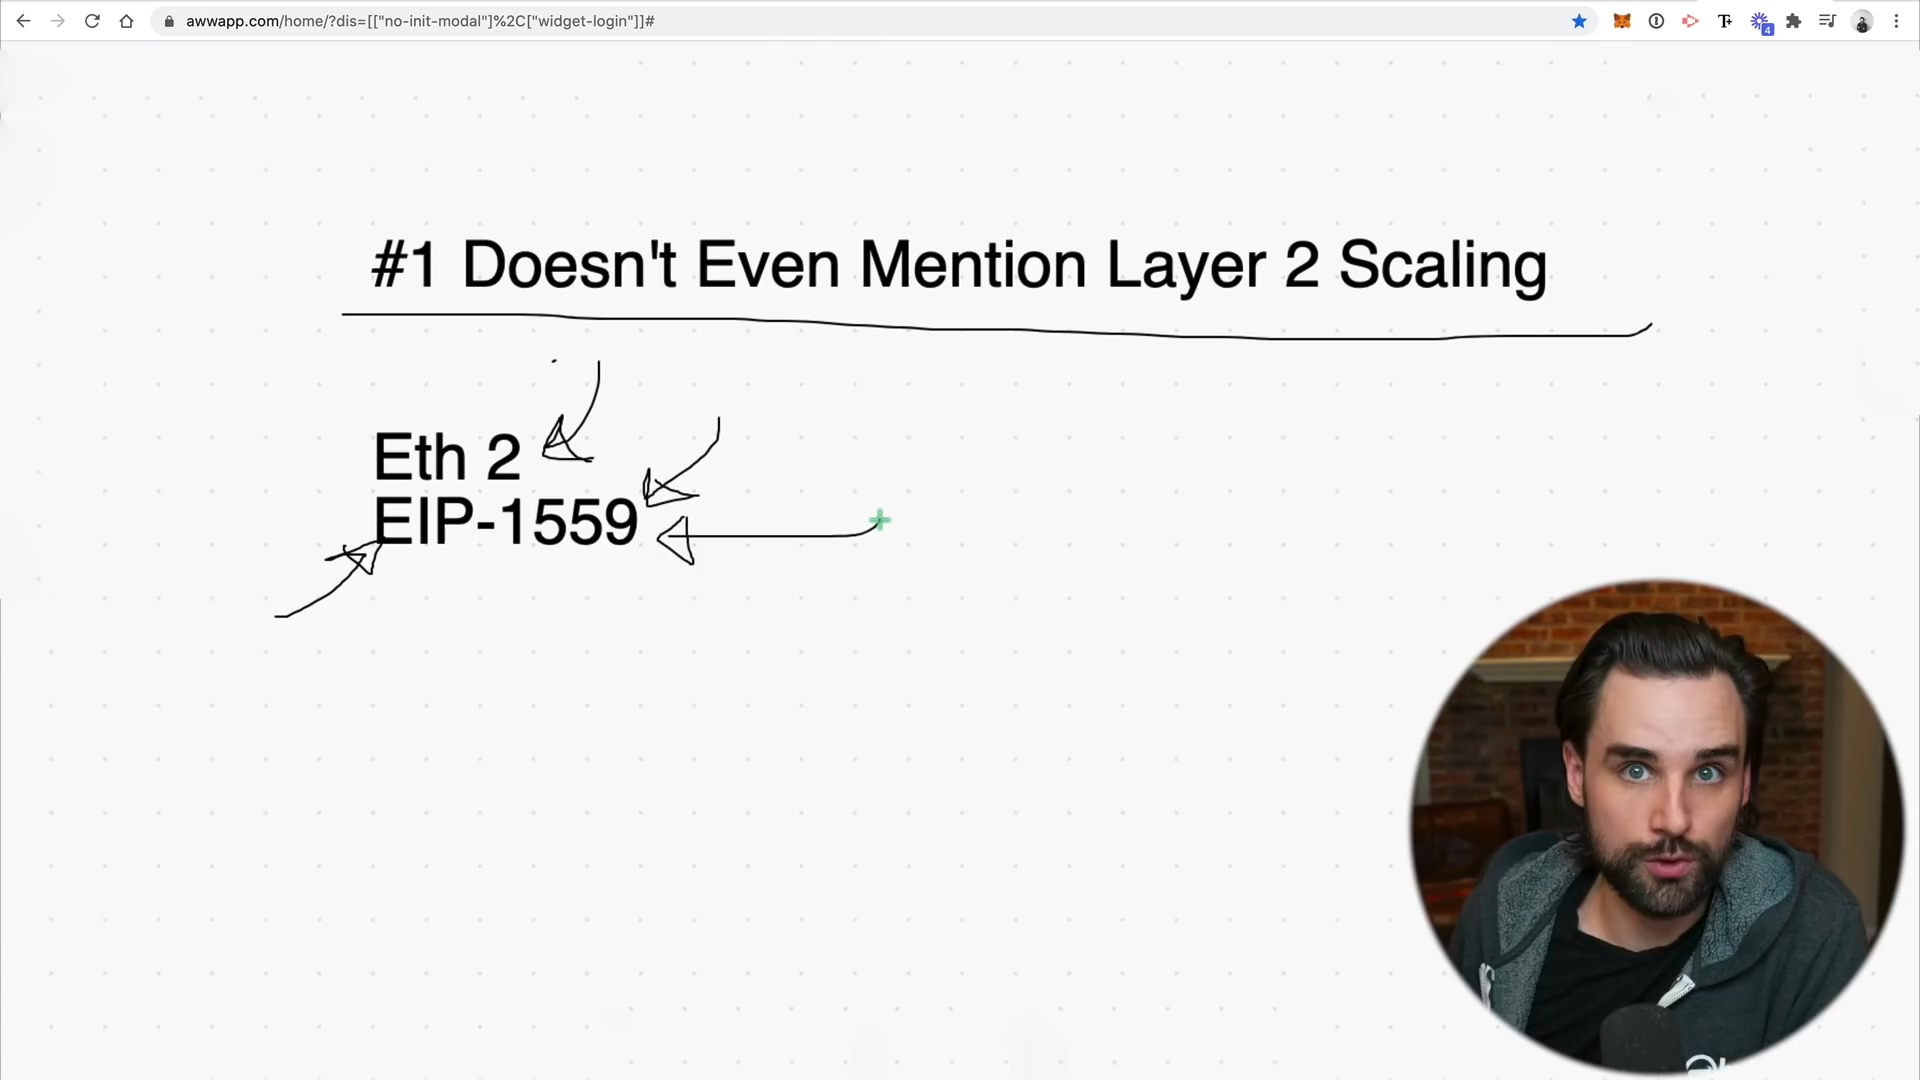 awwapp.com/home/?dis=[["no-init-modal"]%2C["widget-login"]]#
4
#1 Doesn't Even Mention Layer 2 Scaling
Eth 2
EIP-1559